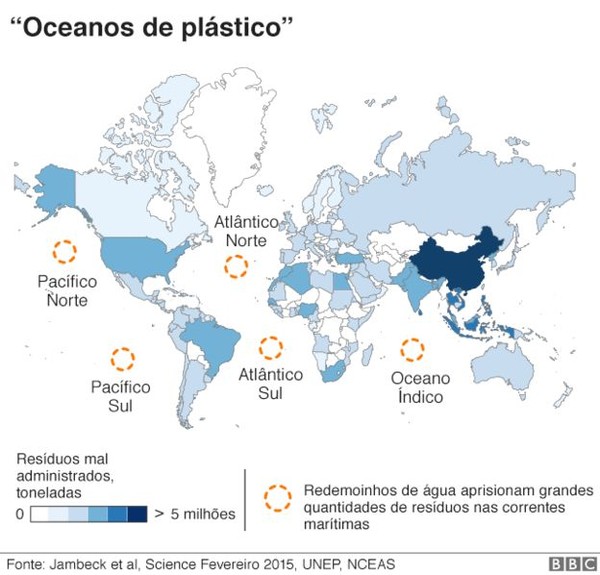 “Oceanos de plástico”
Atlântico
Norte
Pacífico
Norte
Pacífico
Sul
Atlântico
Sul
Oceano
Índico
Resíduos mal
administrados,
toneladas
0 > 5 milhões
Redemoinhos de água aprisionam grandes
quantidades de resíduos nas correntes
marítimas
Fonte: Jambeck et al, Science Fevereiro 2015, UNEP, NCEAS
BBC